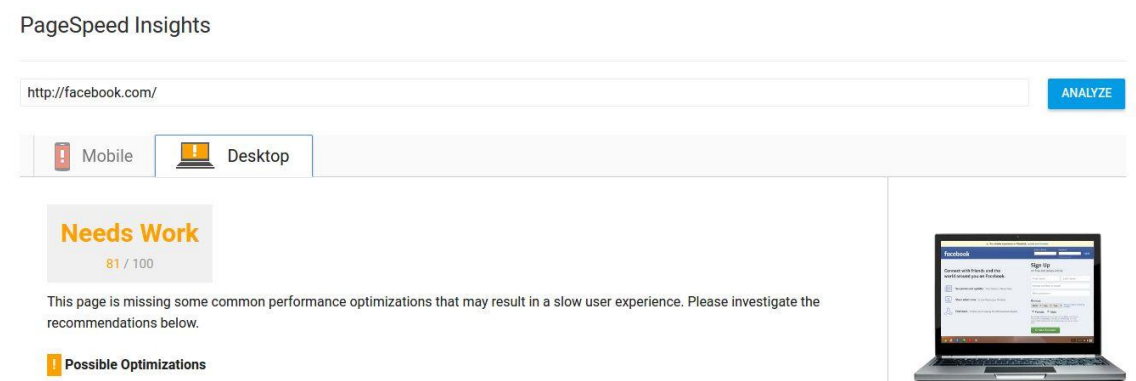 PageSpeed Insights
http://facebook.com/
ANALYZE
Mobile
Desktop
Needs Work
81 / 100
This page is missing some common performance optimizations that may result in a slow user experience. Please investigate the
recommendations below.
Possible Optimizations
facebook
Sign Up
Connect with friends and the
world around you on Facebook.